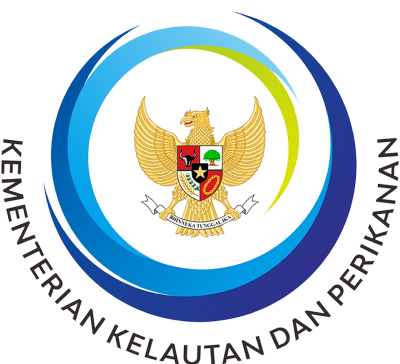 BHINNEKA TUNGGAL IKA
KEMENTERIAN KELAUTAN DAN PERIKANAN